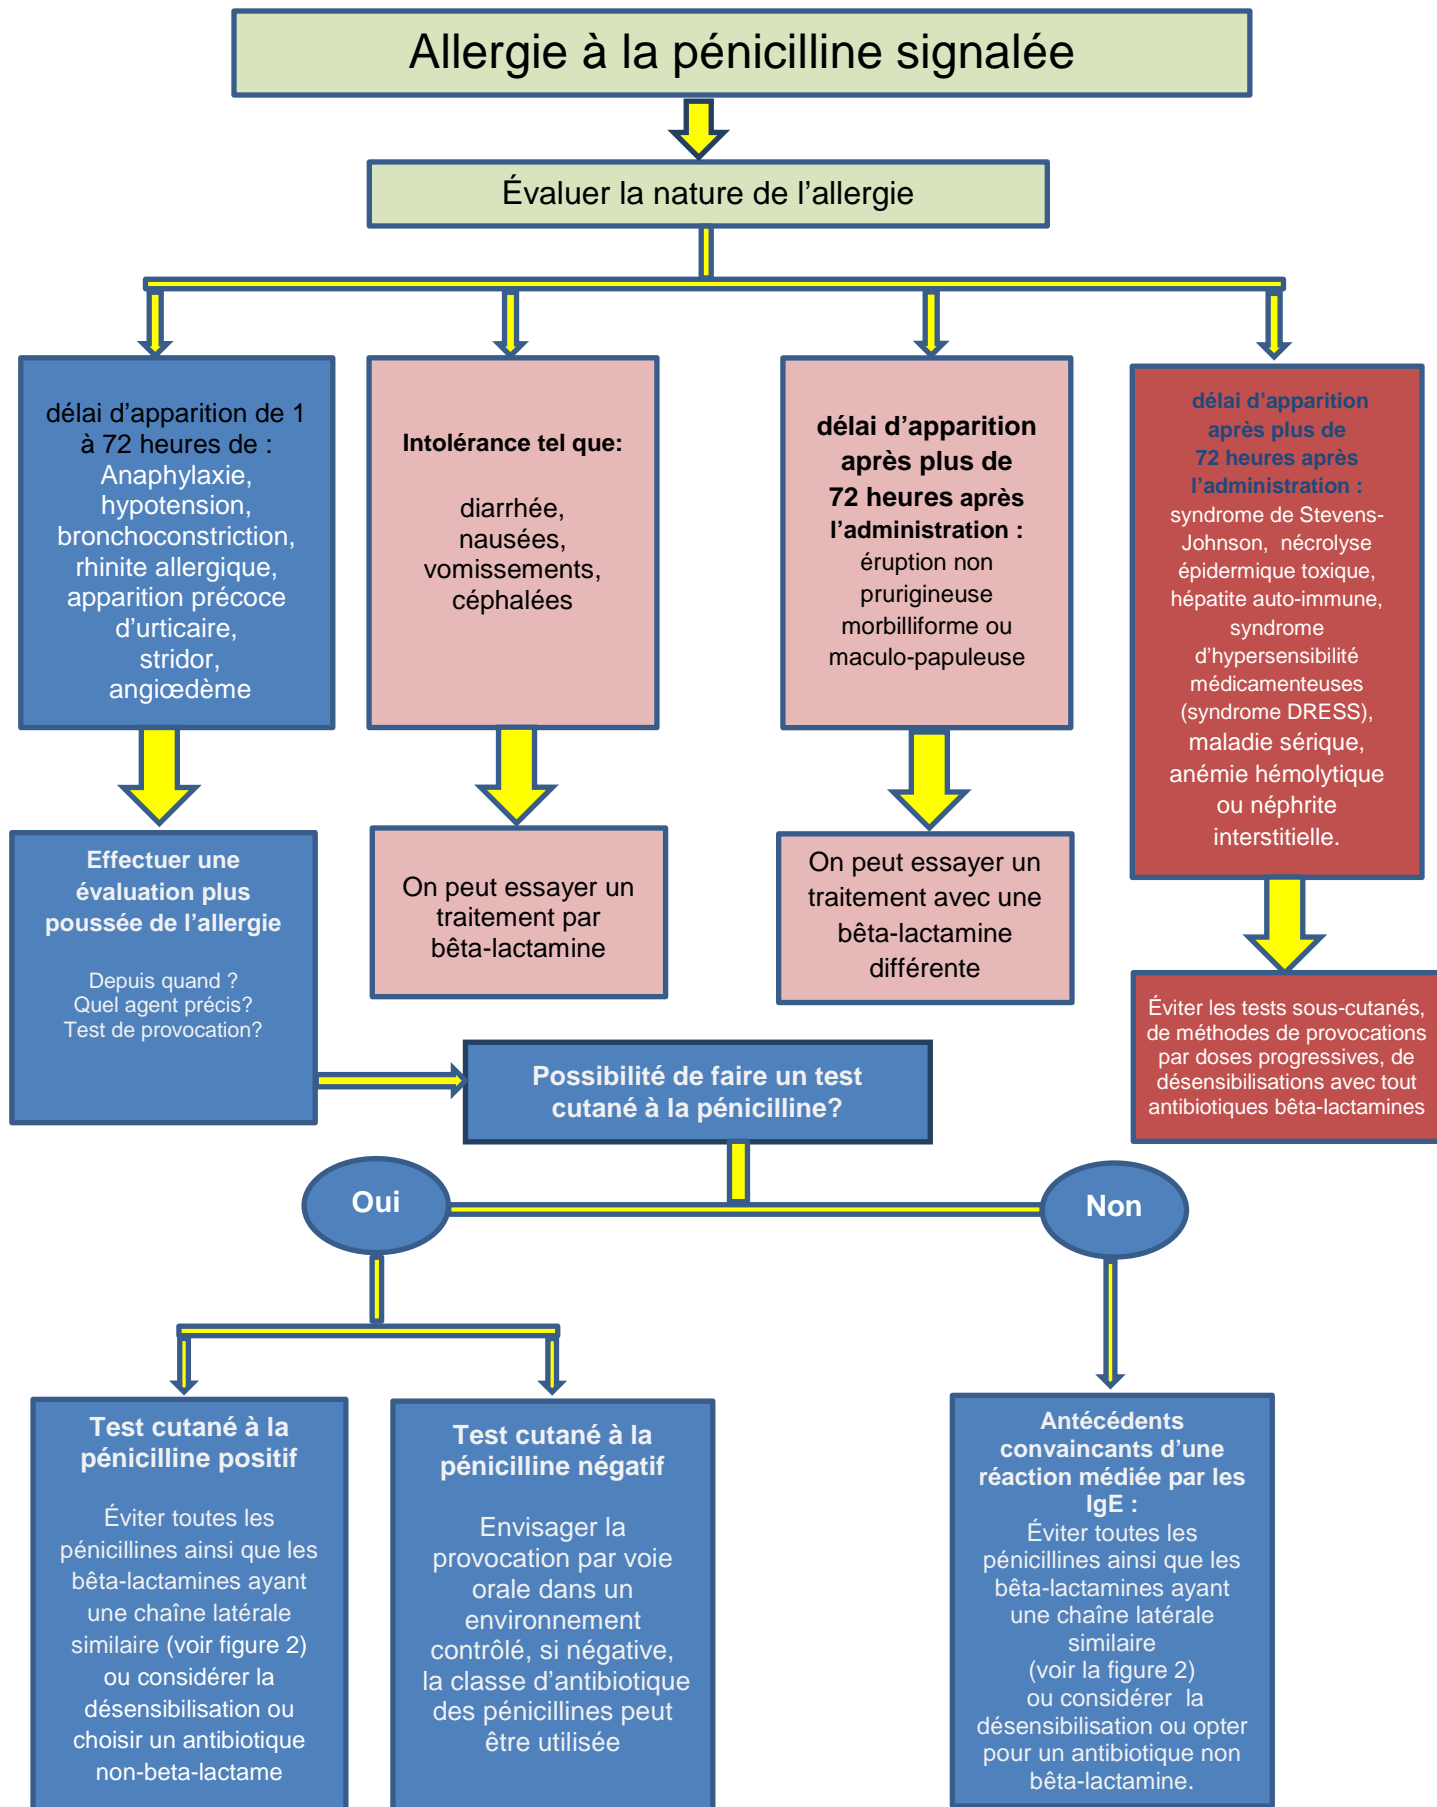 Allergie à la pénicilline signalée
Évaluer la nature de l’allergie
délai d’apparition de 1
à 72 heures de :
Anaphylaxie,
hypotension,
bronchoconstriction,
rhinite allergique,
apparition précoce
d’urticaire,
stridor,
angiœdème
Intolérance tel que:
diarrhée,
nausées,
vomissements,
céphalées
délai d’apparition
après plus de
72 heures après
l’administration :
éruption non
prurigineuse
morbilliforme ou
maculo-papuleuse
délai d’apparition
après plus de
72 heures après
l’administration :
syndrome de Stevens-
Johnson, nécrolyse
épidermique toxique,
hépatite auto-immune,
syndrome
d’hypersensibilité
médicamenteuses
(syndrome DRESS),
maladie sérique,
anémie hémolytique
ou néphrite
interstitielle.
Effectuer une
évaluation plus
poussée de l’allergie
Depuis quand ?
Quel agent précis?
Test de provocation?
On peut essayer un
traitement par
bêta-lactamine
On peut essayer un
traitement avec une
bêta-lactamine
différente
Éviter les tests sous-cutanés,
de méthodes de provocations
par doses progressives, de
désensibilisations avec tout
antibiotiques bêta-lactamines
Possibilité de faire un test
cutané à la pénicilline?
Oui
Non
Test cutané à la
pénicilline positif
Éviter toutes les
pénicillines ainsi que les
bêta-lactamines ayant
une chaîne latérale
similaire (voir figure 2)
ou considérer la
désensibilisation ou
choisir un antibiotique
non-beta-lactame
Test cutané à la
pénicilline négatif
Envisager la
provocation par voie
orale dans un
environnement
contrôlé, si négative,
la classe d’antibiotique
des pénicillines peut
être utilisée
Antécédents
convaincants d’une
réaction médiée par les
IgE :
Éviter toutes les
pénicillines ainsi que les
bêta-lactamines ayant
une chaîne latérale
similaire
(voir la figure 2)
ou considérer la
désensibilisation ou opter
pour un antibiotique non
bêta-lactamine.